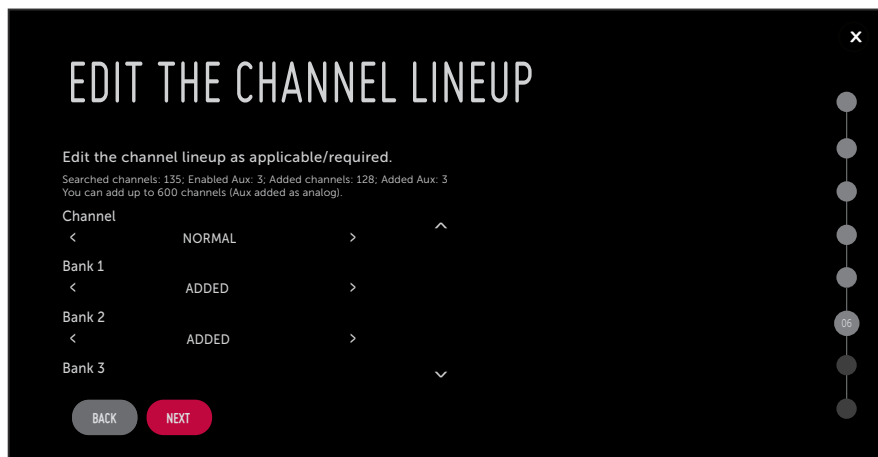 X
EDIT THE CHANNEL LINEUP
Edit the channel lineup as applicable/required.
Searched channels: 135; Enabled Aux: 3; Added channels: 128; Added Aux: 3
You can add up to 600 channels (Aux added as analog).
Channel
< NORMAL >
Bank 1
< ADDED >
Bank 2
< ADDED >
06
Bank 3
BACK NEXT